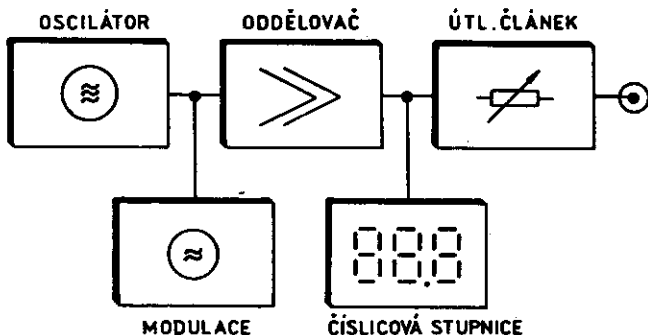 OSCILÁTOR
ODDĚLOVAČ
ÚTL. ČLÁNEK
88.8
MODULACE
ČÍSLICOVÁ STUPNICE